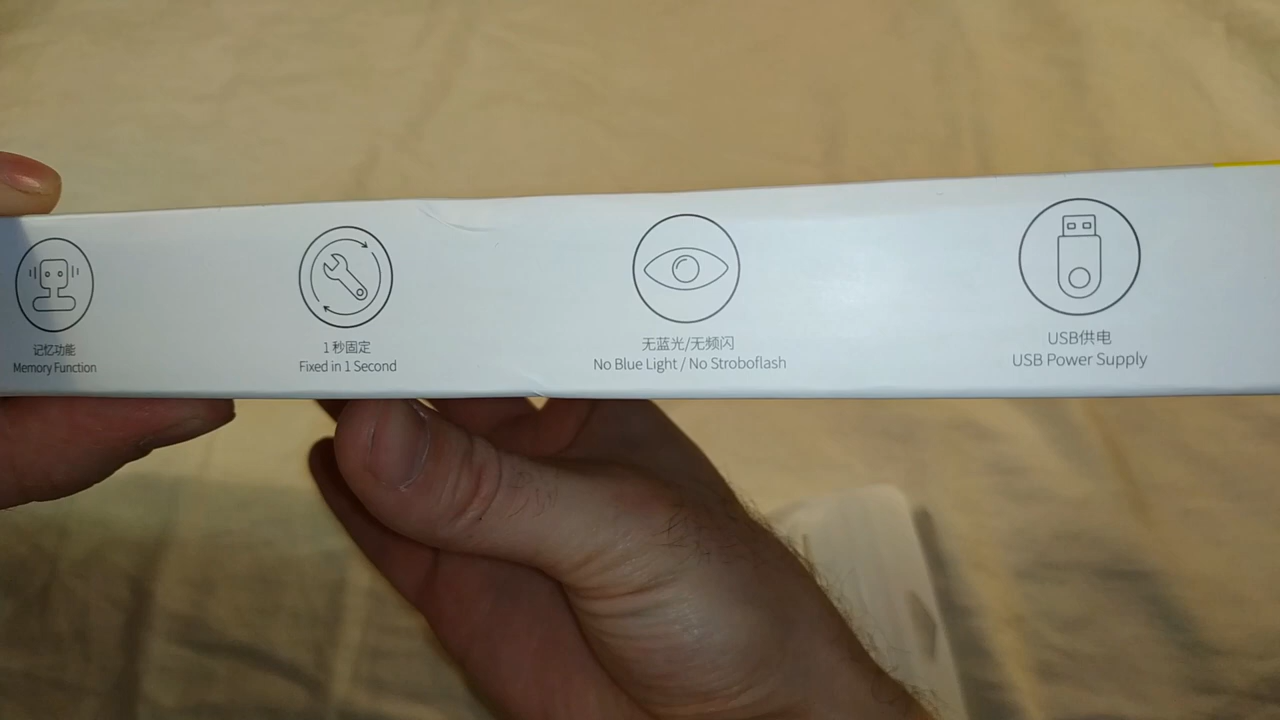 记忆功能
Memory Function
1秒固定
Fixed in 1 Second
无蓝光/无频闪
No Blue Light / No Stroboflash
USB供电
USB Power Supply